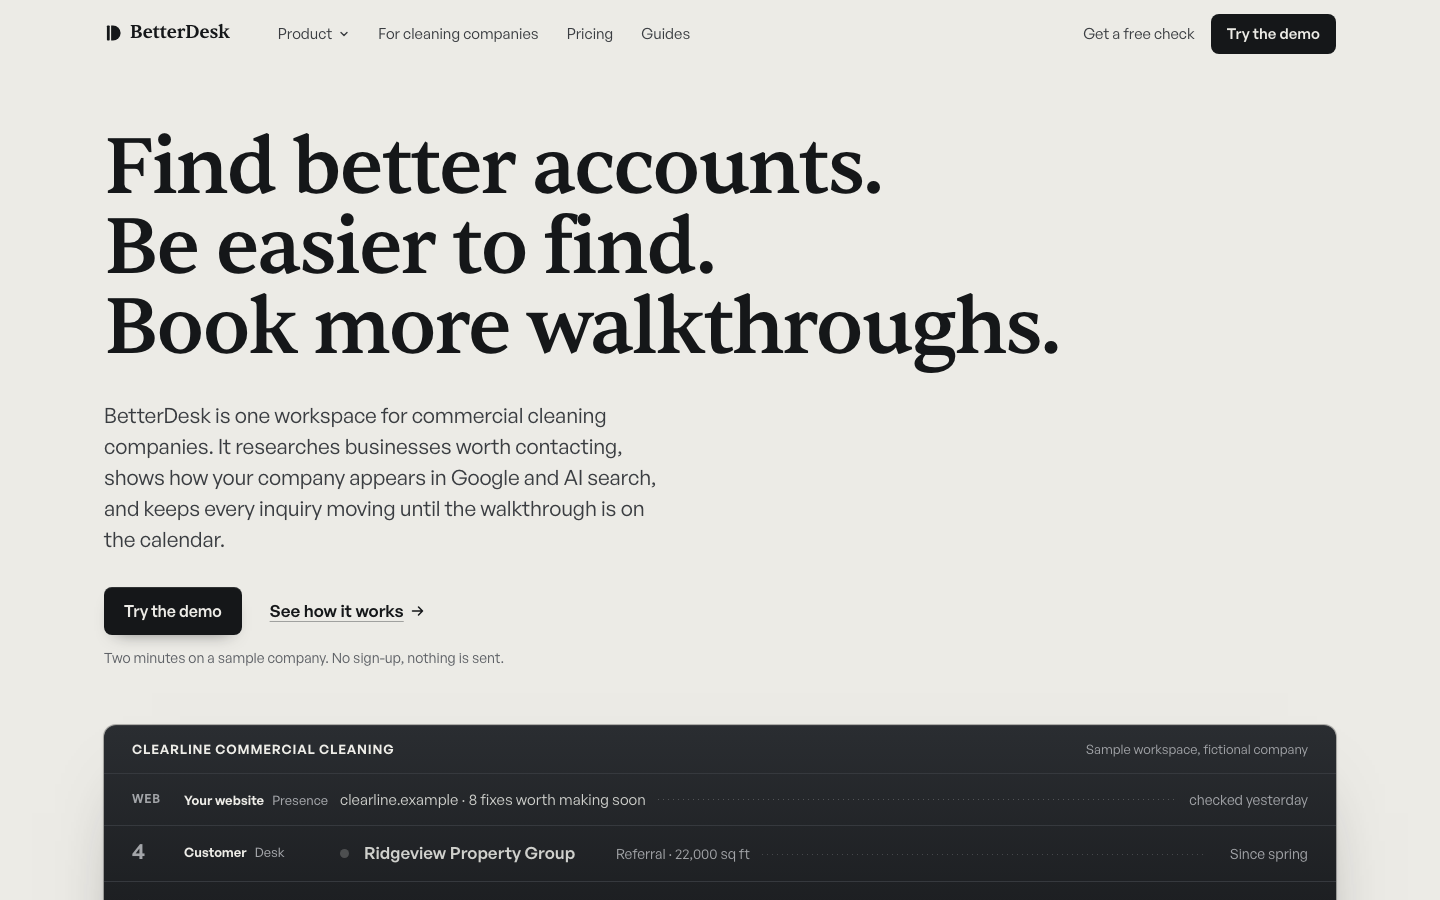 BetterDesk
Product
For cleaning companies
Pricing
Guides
Get a free check
Try the demo
Find better accounts.
Be easier to find.
Book more walkthroughs.
BetterDesk is one workspace for commercial cleaning
companies. It researches businesses worth contacting,
shows how your company appears in Google and AI search,
and keeps every inquiry moving until the walkthrough is on
the calendar.
Try the demo
See how it works →
Two minutes on a sample company. No sign-up, nothing is sent.
CLEARLINE COMMERCIAL CLEANING
Sample workspace, fictional company
WEB Your website Presence clearline.example · 8 fixes worth making soon checked yesterday
4 Customer Desk Ridgeview Property Group Referral · 22,000 sq ft Since spring